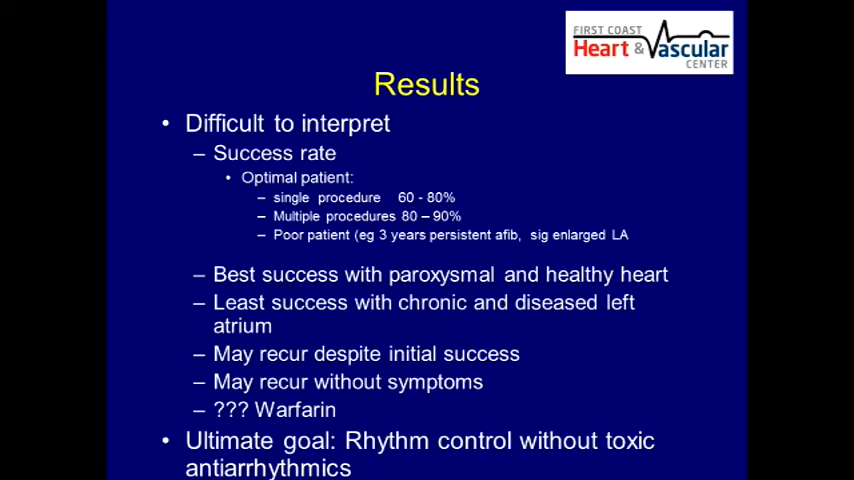 FIRST COAST
Heart & Vascular
CENTER
Results
• Difficult to interpret
– Success rate
• Optimal patient:
– single procedure 60 - 80%
– Multiple procedures 80 – 90%
– Poor patient (eg 3 years persistent afib, sig enlarged LA
– Best success with paroxysmal and healthy heart
– Least success with chronic and diseased left
atrium
– May recur despite initial success
– May recur without symptoms
– ??? Warfarin
• Ultimate goal: Rhythm control without toxic
antiarrhythmics